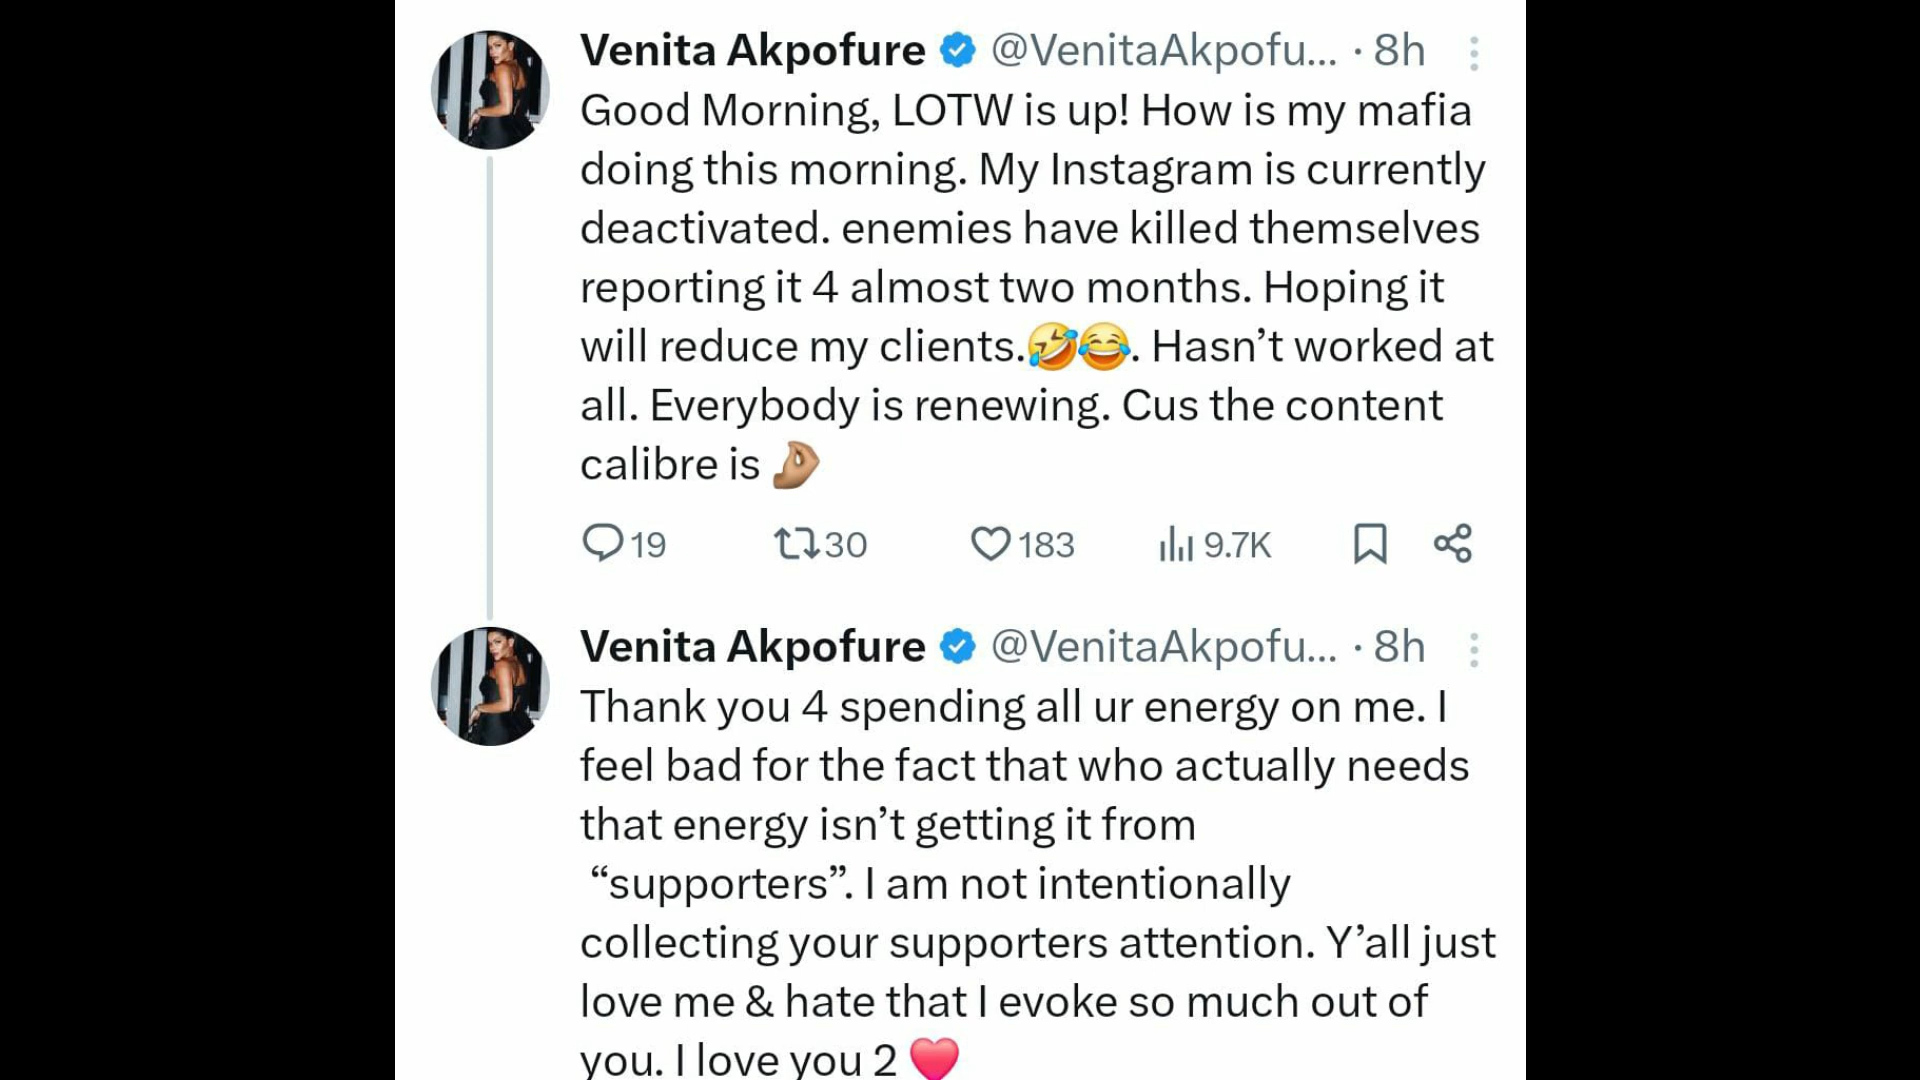 Venita Akpofure @VenitaAkpofu... · 8h
Good Morning, LOTW is up! How is my mafia
doing this morning. My Instagram is currently
deactivated. enemies have killed themselves
reporting it 4 almost two months. Hoping it
will reduce my clients.🤣😂. Hasn’t worked at
all. Everybody is renewing. Cus the content
calibre is 🤌🏽
19 30 183 9.7K
Venita Akpofure @VenitaAkpofu... · 8h
Thank you 4 spending all ur energy on me. I
feel bad for the fact that who actually needs
that energy isn’t getting it from
“supporters”. I am not intentionally
collecting your supporters attention. Y’all just
love me & hate that I evoke so much out of
you. I love you 2 ❤️